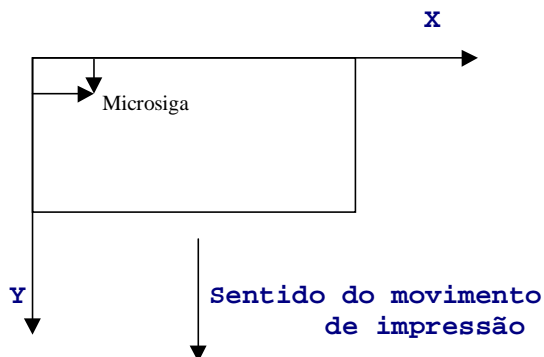 X
Microsiga
Y
Sentido do movimento
de impressão